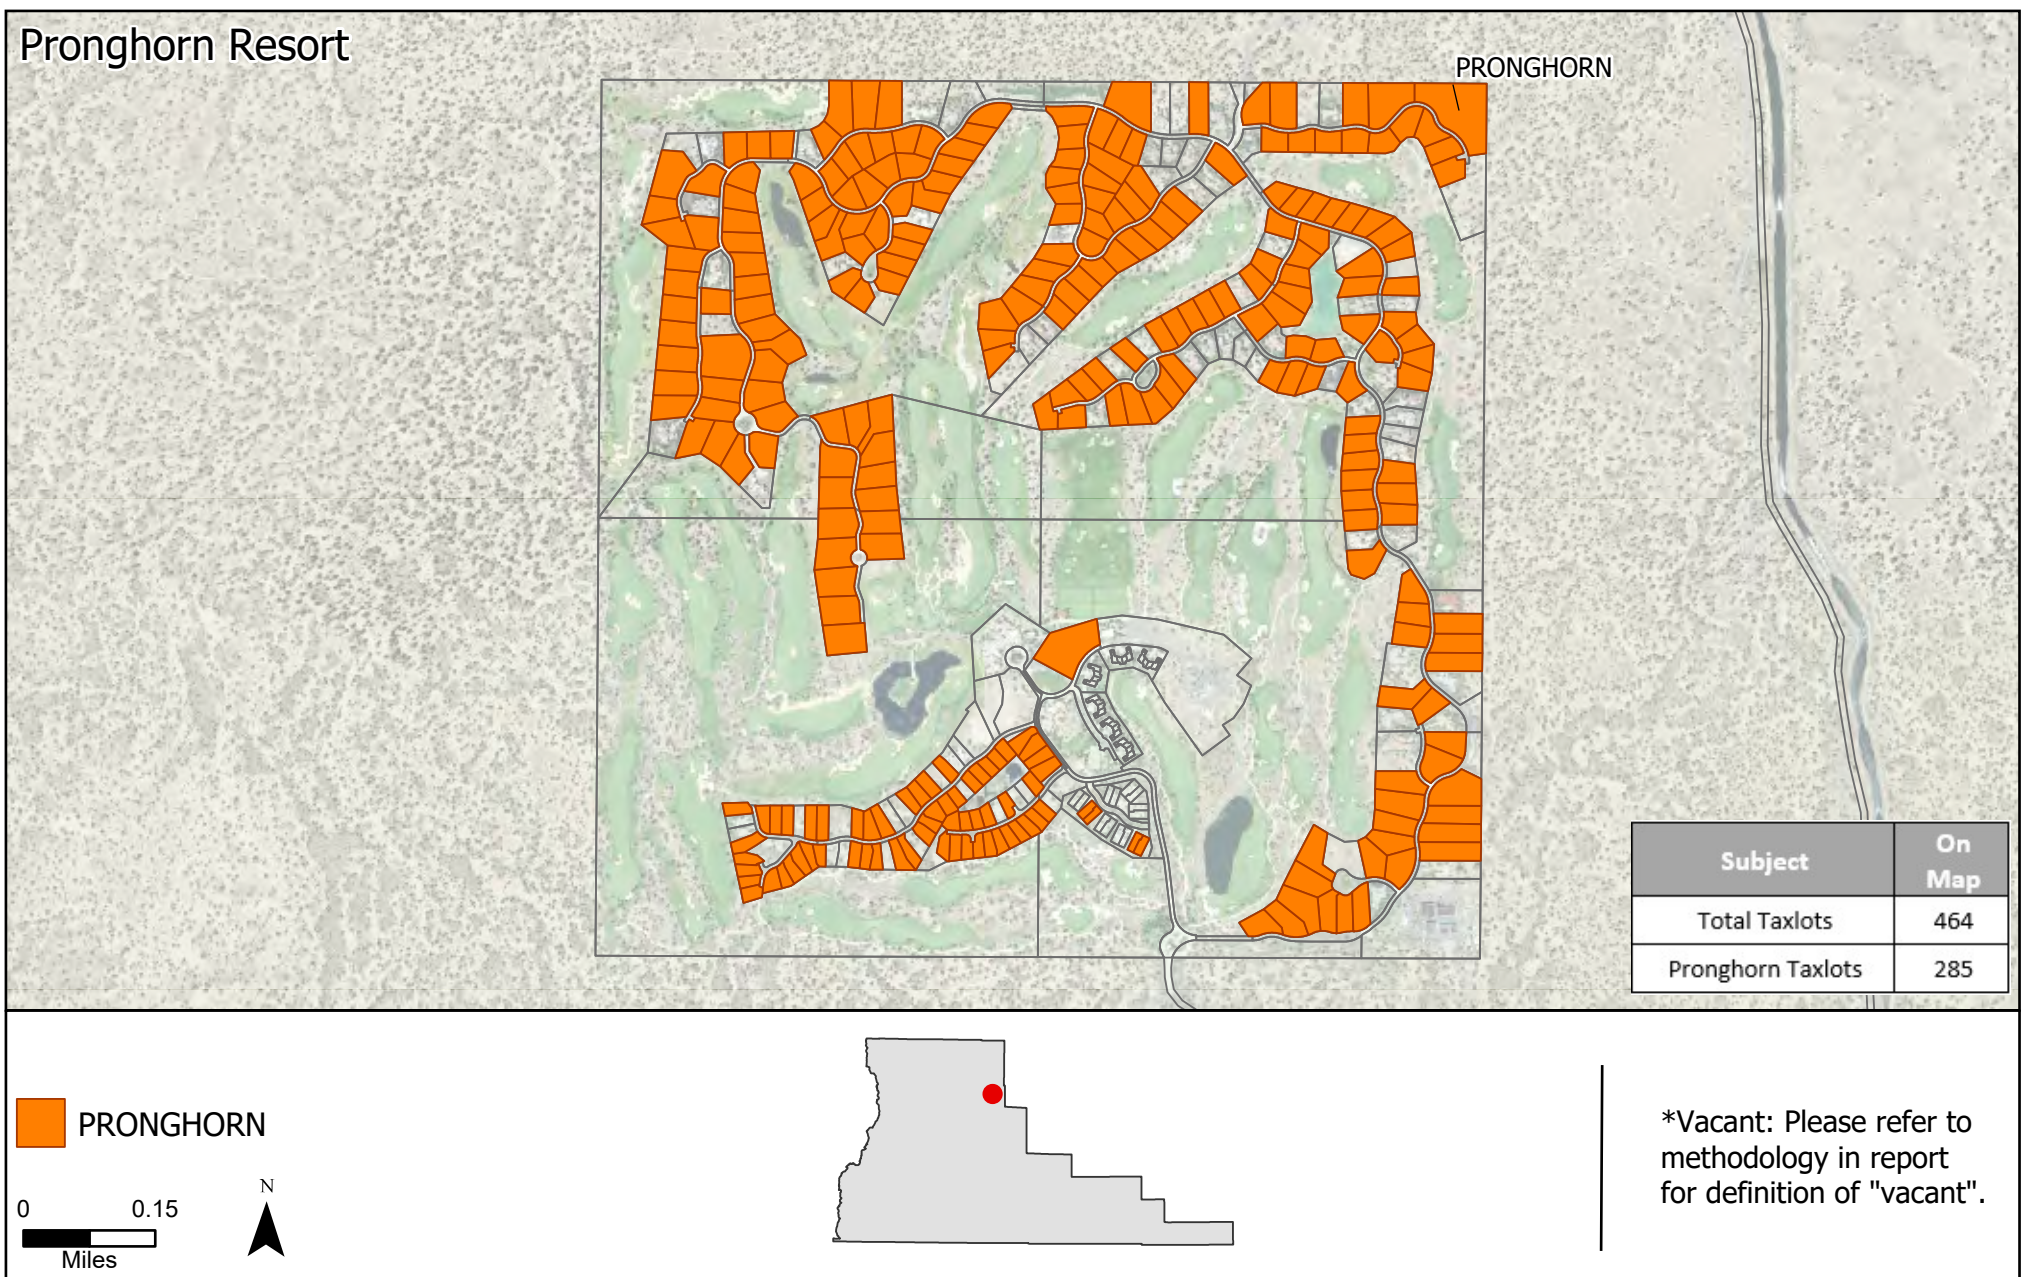 Pronghorn Resort
PRONGHORN
Subject On Map
Total Taxlots 464
Pronghorn Taxlots 285
PRONGHORN
0 0.15
Miles
N
*Vacant: Please refer to
methodology in report
for definition of "vacant".